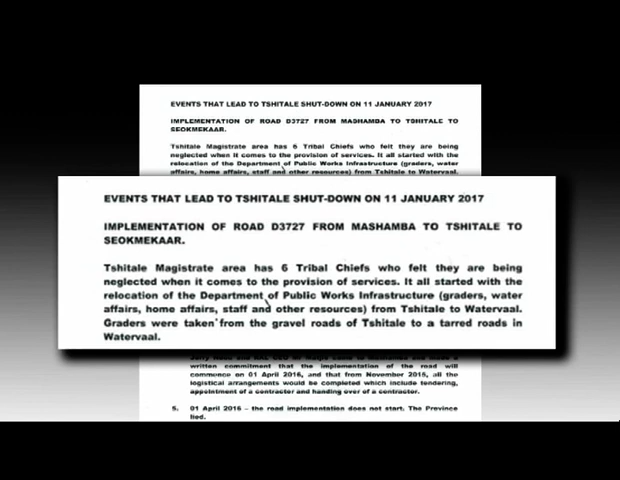 EVENTS THAT LEAD TO TSHITALE SHUT-DOWN ON 11 JANUARY 2017
IMPLEMENTATION OF ROAD D3727 FROM MASHAMBA TO TSHITALE TO
SEOKMEKAAR.
Tshitale Magistrate area has 6 Tribal Chiefs who felt they are being
neglected when it comes to the provision of services. It all started with the
relocation of the Department of Public Works Infrastructure (graders, water
affairs, home affairs, staff and other resources) from Tshitale to Watervaal.
EVENTS THAT LEAD TO TSHITALE SHUT-DOWN ON 11 JANUARY 2017
IMPLEMENTATION OF ROAD D3727 FROM MASHAMBA TO TSHITALE TO
SEOKMEKAAR.
Tshitale Magistrate area has 6 Tribal Chiefs who felt they are being
neglected when it comes to the provision of services. It all started with the
relocation of the Department of Public Works Infrastructure (graders, water
affairs, home affairs, staff and other resources) from Tshitale to Watervaal.
Graders were taken from the gravel roads of Tshitale to a tarred roads in
Watervaal.
written commitment that the implementation of the road will
commence on 01 April 2016, and that from November 2015, all the
logistical arrangements would be completed which include tendering,
appointment of a contractor and handing over of a contractor.
5. 01 April 2016 – the road implementation does not start. The Province
lied.